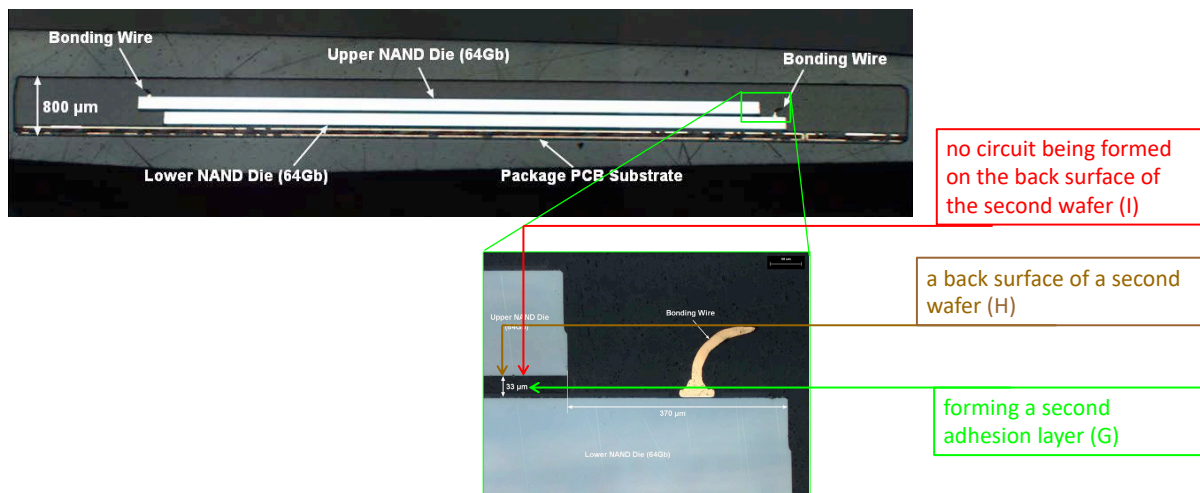 Bonding Wire
Upper NAND Die (64Gb)
Bonding Wire
800 µm
Lower NAND Die (64Gb)
Package PCB Substrate
no circuit being formed
on the back surface of
the second wafer (I)
a back surface of a second
wafer (H)
Upper NAND Die
(64Gb)
Bonding Wire
33 µm
370 µm
forming a second
adhesion layer (G)
Lower NAND Die (64Gb)